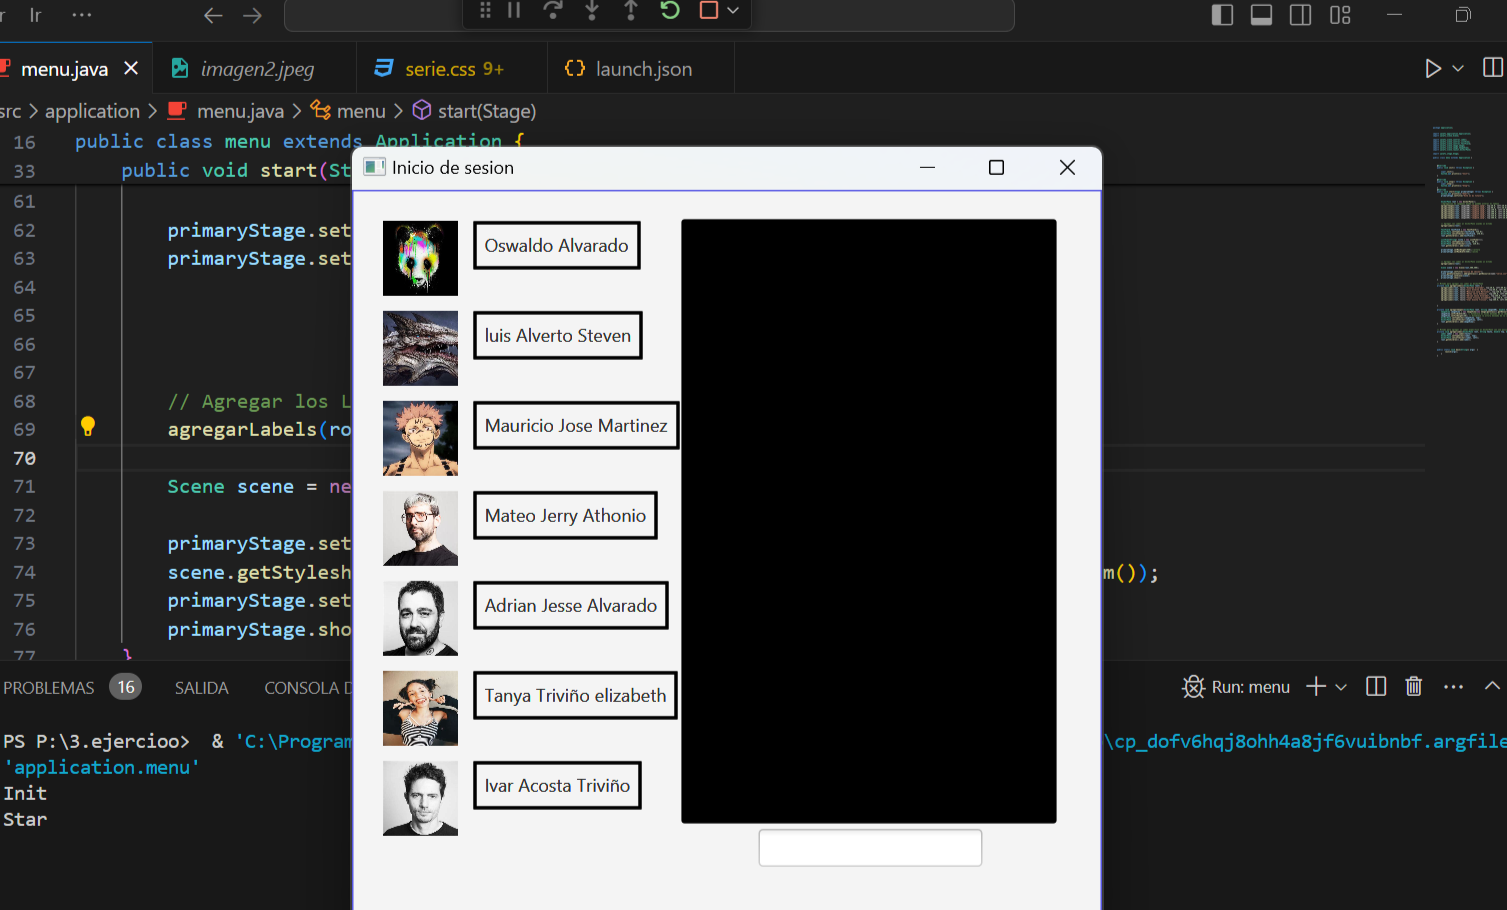 r Ir ···
menu.java imagen2.jpeg serie.css 9+ launch.json
src > application > menu.java > menu > start(Stage)
16 public class menu extends Application {
33 public void start(St
Inicio de sesion
61
62 primaryStage.set
63 primaryStage.set
64
65
66
67
68 // Agregar los L
69 agregarLabels(ro
70
71 Scene scene = ne
72
73 primaryStage.set
74 scene.getStylesh m());
75 primaryStage.set
76 primaryStage.sho
77 }
Oswaldo Alvarado
luis Alverto Steven
Mauricio Jose Martinez
Mateo Jerry Athonio
Adrian Jesse Alvarado
Tanya Triviño elizabeth
Ivar Acosta Triviño
PROBLEMAS 16 SALIDA CONSOLA D Run: menu
PS P:\3.ejercioo> & 'C:\Program \cp_dofv6hqj8ohh4a8jf6vuibnbf.argfile
'application.menu'
Init
Star